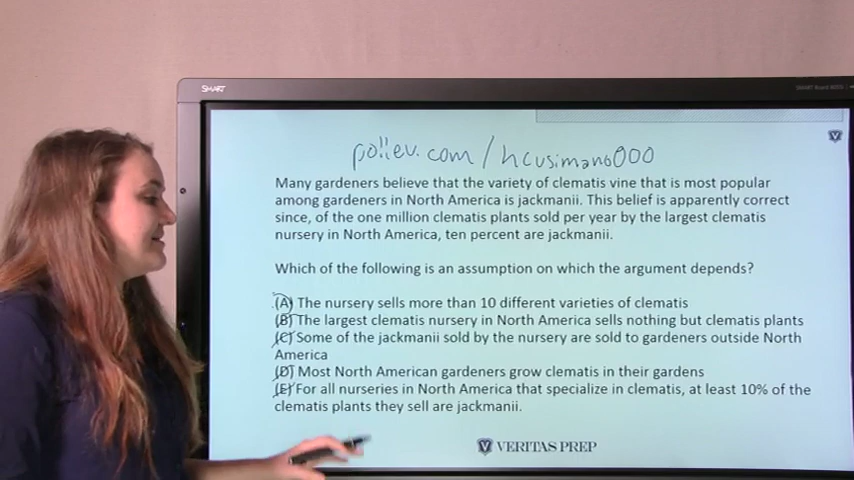 SMART
pollev.com/hcusimano000
Many gardeners believe that the variety of clematis vine that is most popular
among gardeners in North America is jackmanii. This belief is apparently correct
since, of the one million clematis plants sold per year by the largest clematis
nursery in North America, ten percent are jackmanii.
Which of the following is an assumption on which the argument depends?
(A) The nursery sells more than 10 different varieties of clematis
(B) The largest clematis nursery in North America sells nothing but clematis plants
(C) Some of the jackmanii sold by the nursery are sold to gardeners outside North
America
(D) Most North American gardeners grow clematis in their gardens
(E) For all nurseries in North America that specialize in clematis, at least 10% of the
clematis plants they sell are jackmanii.
VERITAS PREP